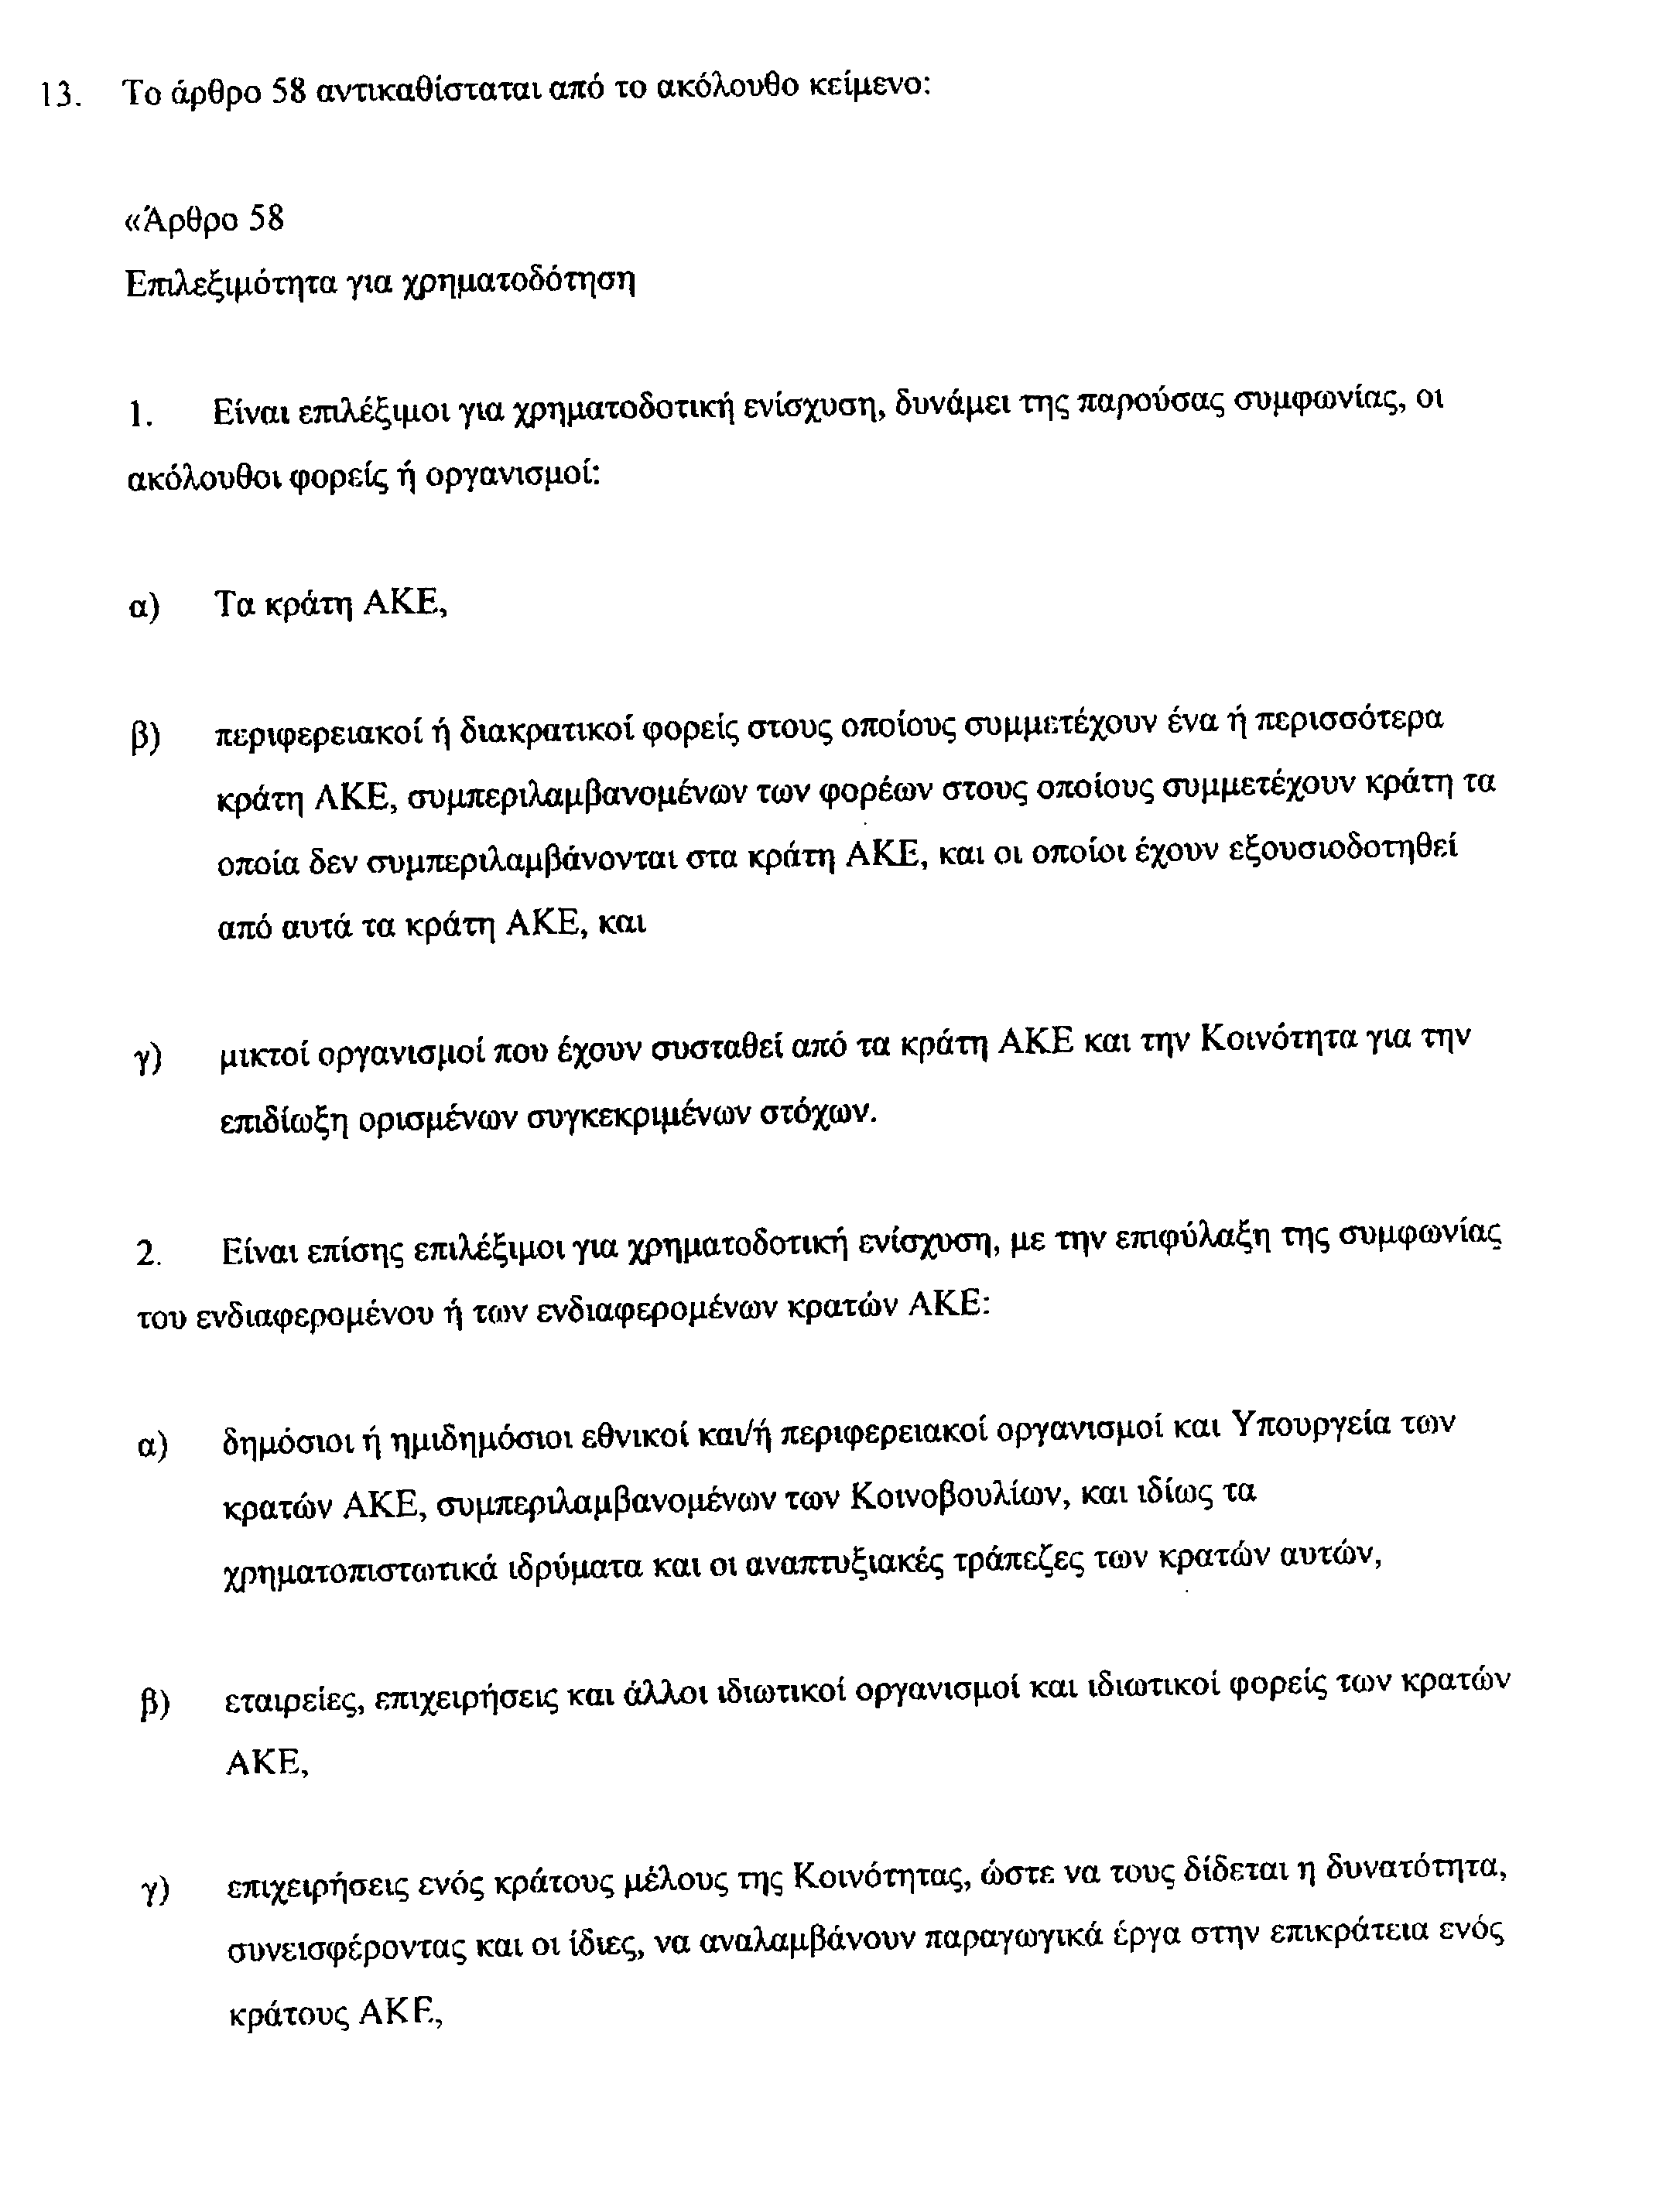 13. Το άρθρο 58 αντικαθίσταται από το ακόλουθο κείμενο:
«Άρθρο 58
Επιλεξιμότητα για χρηματοδότηση
1. Είναι επιλέξιμοι για χρηματοδοτική ενίσχυση, δυνάμει της παρούσας συμφωνίας, οι
ακόλουθοι φορείς ή οργανισμοί:
α) Τα κράτη ΑΚΕ,
β) περιφερειακοί ή διακρατικοί φορείς στους οποίους συμμετέχουν ένα ή περισσότερα
κράτη ΑΚΕ, συμπεριλαμβανομένων των φορέων στους οποίους συμμετέχουν κράτη τα
οποία δεν συμπεριλαμβάνονται στα κράτη ΑΚΕ, και οι οποίοι έχουν εξουσιοδοτηθεί
από αυτά τα κράτη ΑΚΕ, και
γ) μικτοί οργανισμοί που έχουν συσταθεί από τα κράτη ΑΚΕ και την Κοινότητα για την
επιδίωξη ορισμένων συγκεκριμένων στόχων.
2. Είναι επίσης επιλέξιμοι για χρηματοδοτική ενίσχυση, με την επιφύλαξη της συμφωνίας
του ενδιαφερομένου ή των ενδιαφερομένων κρατών ΑΚΕ:
α) δημόσιοι ή ημιδημόσιοι εθνικοί και/ή περιφερειακοί οργανισμοί και Υπουργεία των
κρατών ΑΚΕ, συμπεριλαμβανομένων των Κοινοβουλίων, και ιδίως τα
χρηματοπιστωτικά ιδρύματα και οι αναπτυξιακές τράπεζες των κρατών αυτών,
β) εταιρείες, επιχειρήσεις και άλλοι ιδιωτικοί οργανισμοί και ιδιωτικοί φορείς των κρατών
ΑΚΕ,
γ) επιχειρήσεις ενός κράτους μέλους της Κοινότητας, ώστε να τους δίδεται η δυνατότητα,
συνεισφέροντας και οι ίδιες, να αναλαμβάνουν παραγωγικά έργα στην επικράτεια ενός
κράτους ΑΚΕ,